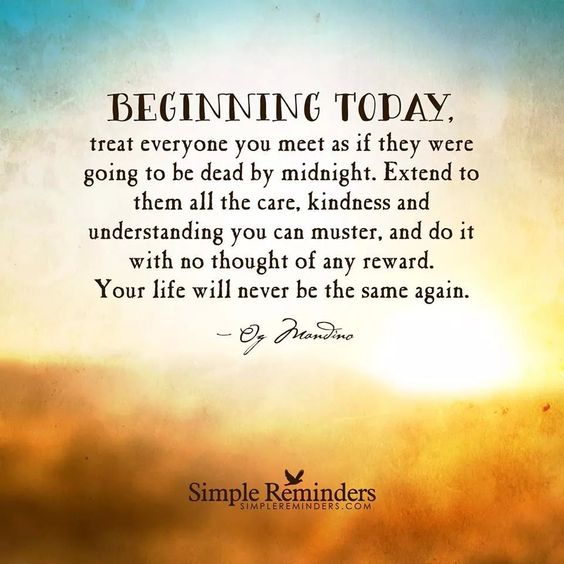 BEGINNING TODAY,
treat everyone you meet as if they were
going to be dead by midnight. Extend to
them all the care, kindness and
understanding you can muster, and do it
with no thought of any reward.
Your life will never be the same again.
— Og Mandino
Simple Reminders
SIMPLEREMINDERS.COM